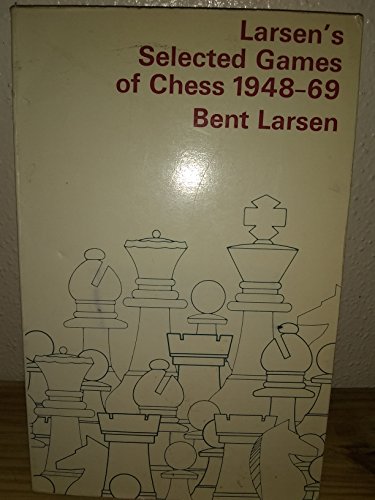 Larsen's
Selected Games
of Chess 1948–69
Bent Larsen